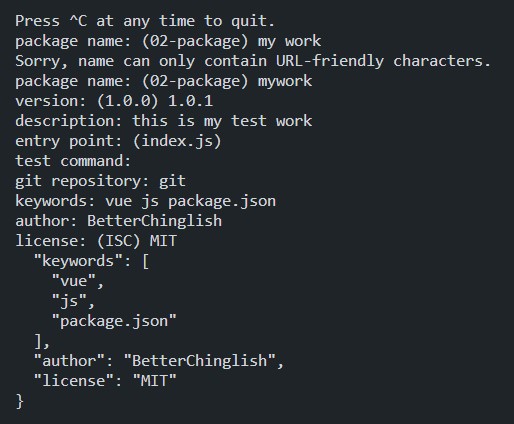 Press ^C at any time to quit.
package name: (02-package) my work
Sorry, name can only contain URL-friendly characters.
package name: (02-package) mywork
version: (1.0.0) 1.0.1
description: this is my test work
entry point: (index.js)
test command:
git repository: git
keywords: vue js package.json
author: BetterChinglish
license: (ISC) MIT
  "keywords": [
    "vue",
    "js",
    "package.json"
  ],
  "author": "BetterChinglish",
  "license": "MIT"
}